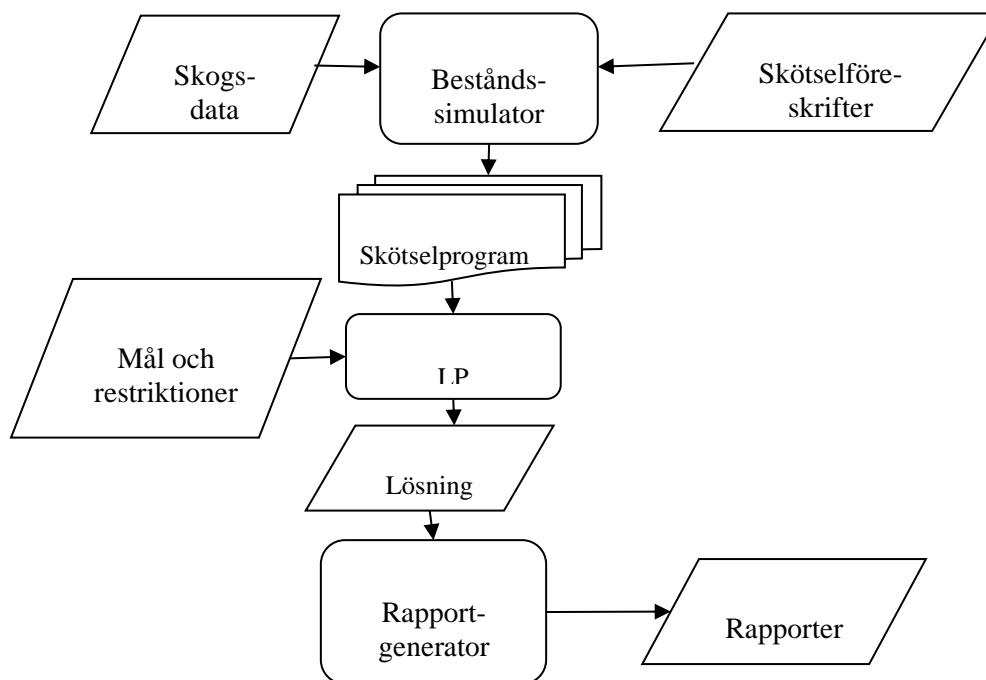 Skogs-
data
Bestånds-
simulator
Skötselföre-
skrifter
Skötselprogram
Mål och
restriktioner
LP
Lösning
Rapport-
generator
Rapporter